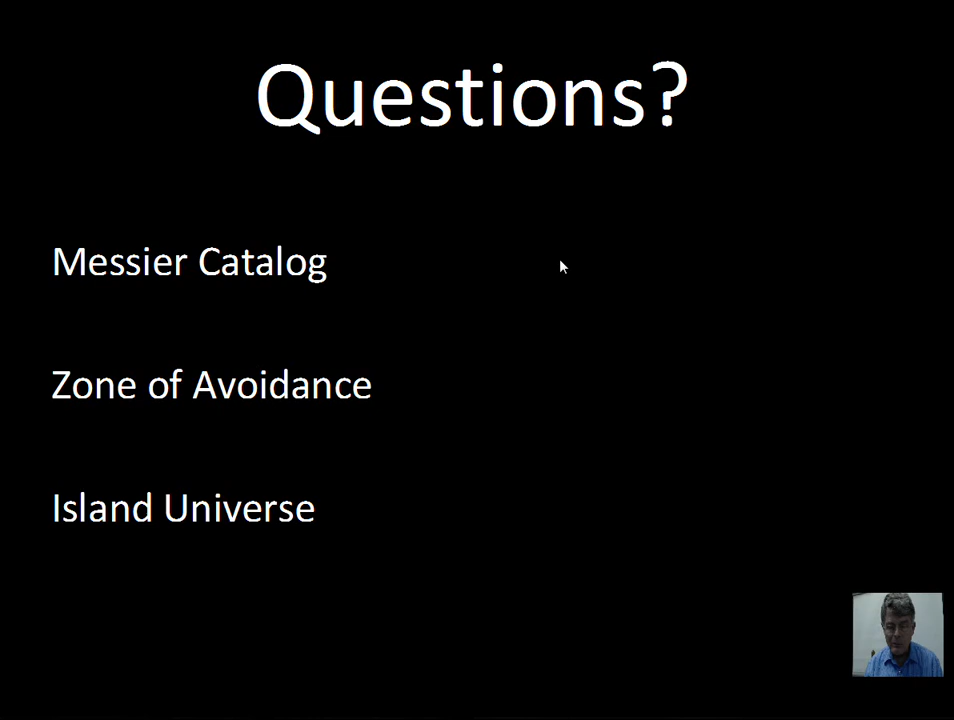 Questions?
Messier Catalog
Zone of Avoidance
Island Universe